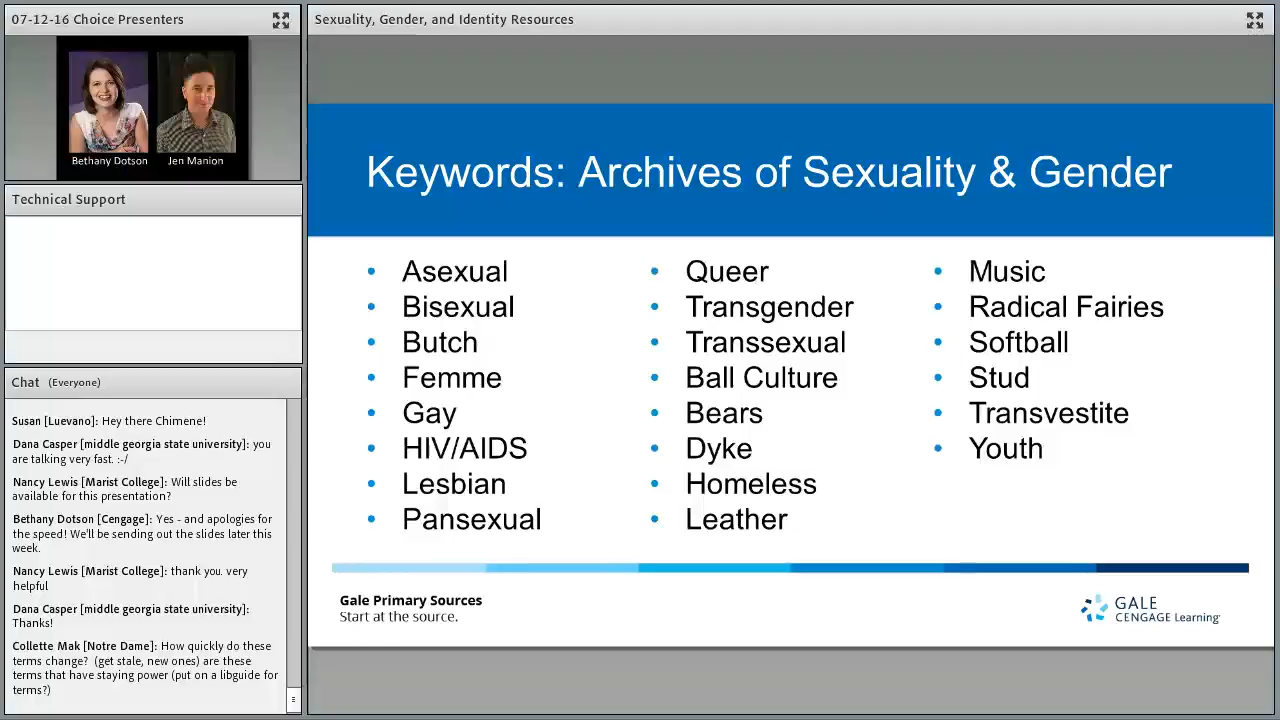 07-12-16 Choice Presenters
Bethany Dotson
Jen Manion
Technical Support
Chat (Everyone)
Susan [Luevano]: Hey there Chimene!
Dana Casper [middle georgia state university]: you
are talking very fast. :-/
Nancy Lewis [Marist College]: Will slides be
available for this presentation?
Bethany Dotson [Cengage]: Yes - and apologies for
the speed! We'll be sending out the slides later this
week.
Nancy Lewis [Marist College]: thank you. very
helpful
Dana Casper [middle georgia state university]:
Thanks!
Collette Mak [Notre Dame]: How quickly do these
terms change? (get stale, new ones) are these
terms that have staying power (put on a libguide for
terms?)
Sexuality, Gender, and Identity Resources
Keywords: Archives of Sexuality & Gender
• Asexual
• Bisexual
• Butch
• Femme
• Gay
• HIV/AIDS
• Lesbian
• Pansexual
• Queer
• Transgender
• Transsexual
• Ball Culture
• Bears
• Dyke
• Homeless
• Leather
• Music
• Radical Fairies
• Softball
• Stud
• Transvestite
• Youth
Gale Primary Sources
Start at the source.
GALE
CENGAGE Learning